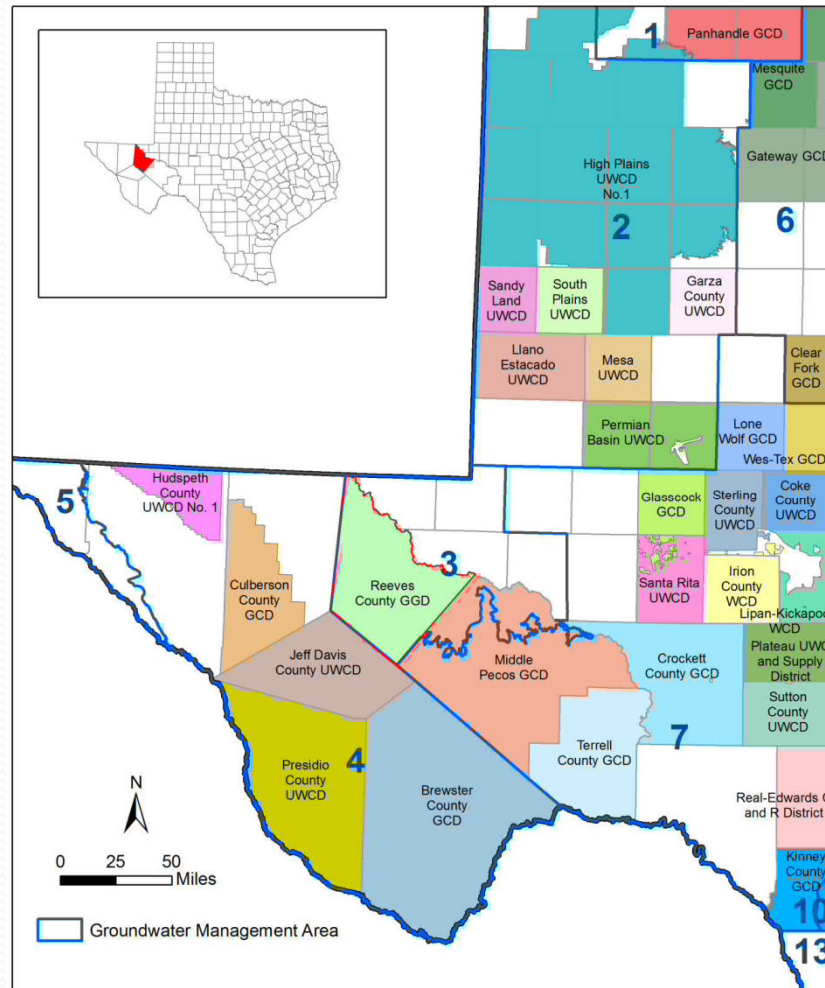 1
Panhandle GCD
Mesquite
GCD
High Plains
UWCD
No.1
Gateway GCD
2
6
Sandy
Land
UWCD
South
Plains
UWCD
Garza
County
UWCD
Llano
Estacado
UWCD
Mesa
UWCD
Clear
Fork
GCD
Permian
Basin UWCD
Lone
Wolf GCD
Wes-Tex GCD
5
Hudspeth
County
UWCD No. 1
Glasscock
GCD
Sterling
County
UWCD
Coke
County
UWCD
Culberson
County
GCD
3
Reeves
County GGD
Santa Rita
UWCD
Irion
County
WCD
Lipan-Kickapoo
WCD
Jeff Davis
County UWCD
Middle
Pecos GCD
Crockett
County GCD
Plateau UWC
and Supply
District
Sutton
County
UWCD
Presidio
County
UWCD
4
Brewster
County
GCD
Terrell
County GCD
7
Real-Edwards C
and R District
Kinney
County
GCD
10
13
N
0 25 50
Miles
Groundwater Management Area